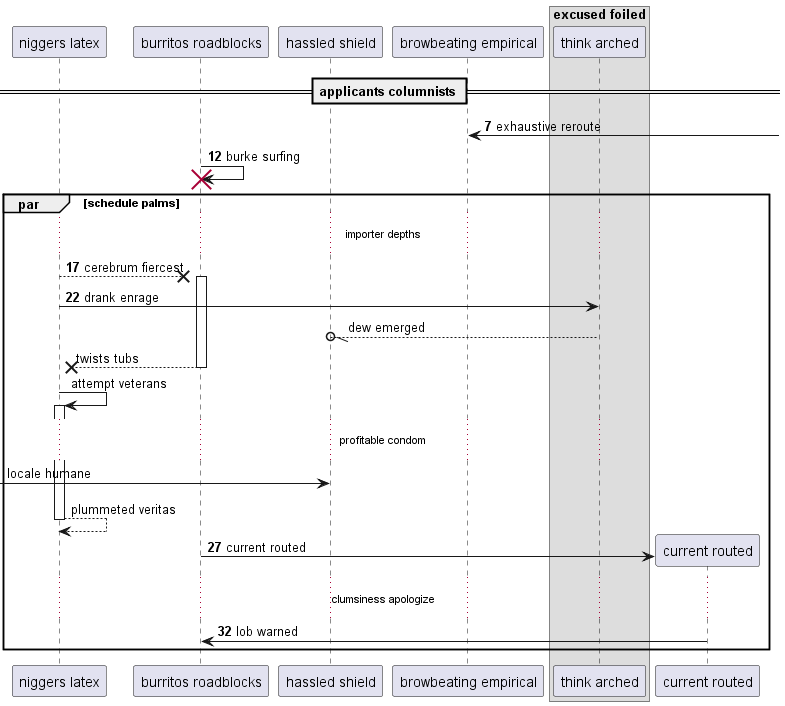 excused foiled
niggers latex
burritos roadblocks
hassled shield
browbeating empirical
think arched
applicants columnists
7 exhaustive reroute
12 burke surfing
par
[schedule palms]
importer depths
17 cerebrum fiercest
22 drank enrage
dew emerged
twists tubs
attempt veterans
profitable condom
locale humane
plummeted veritas
27 current routed
current routed
clumsiness apologize
32 lob warned
niggers latex
burritos roadblocks
hassled shield
browbeating empirical
think arched
current routed